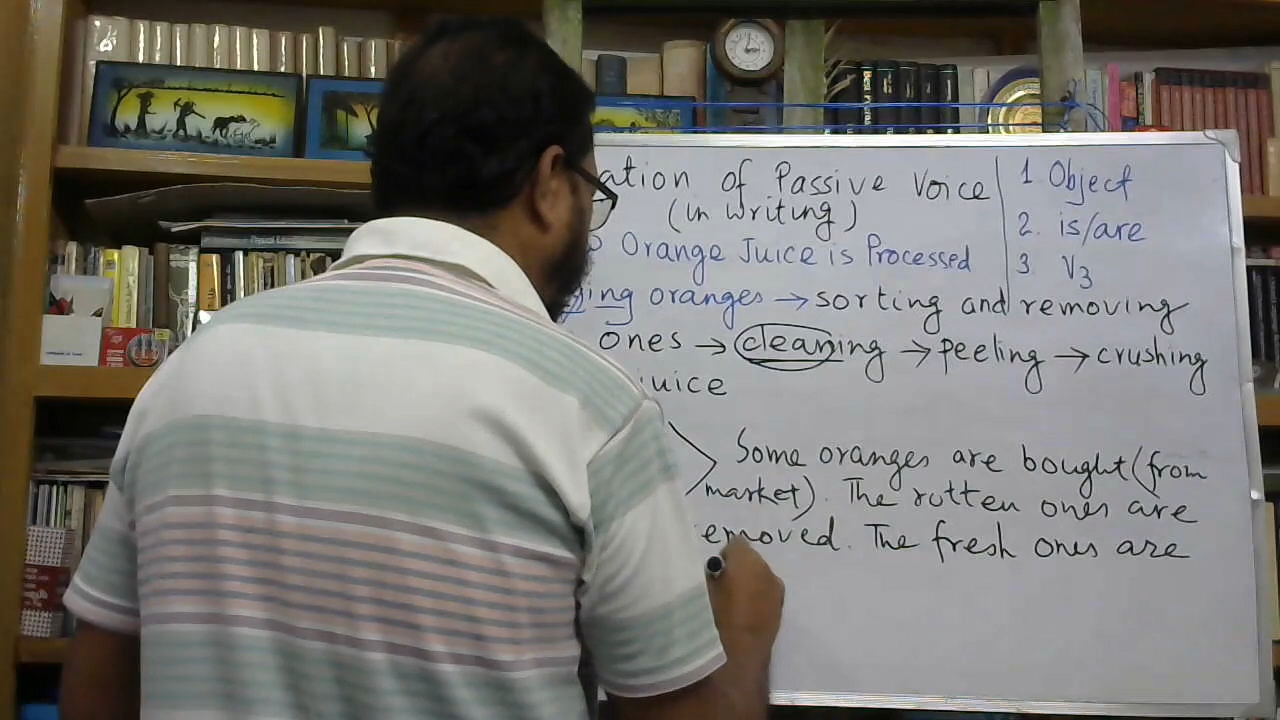 ation of Passive Voice
(In Writing)
Orange Juice is Processed
1 Object
2. is/are
3 V3
ing oranges → sorting and removing
ones → cleaning → peeling → crushing
juice
Some oranges are bought (from
market). The rotten ones are
emoved. The fresh ones are